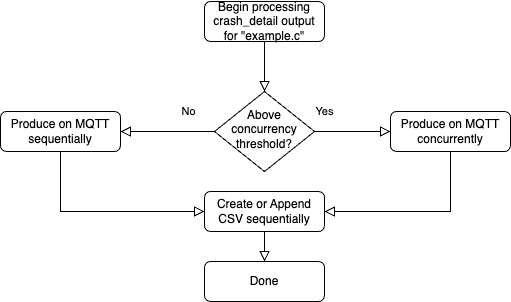 Begin processing
crash_detail output
for "example.c"
No
Above
concurrency
threshold?
Yes
Produce on MQTT
sequentially
Produce on MQTT
concurrently
Create or Append
CSV sequentially
Done